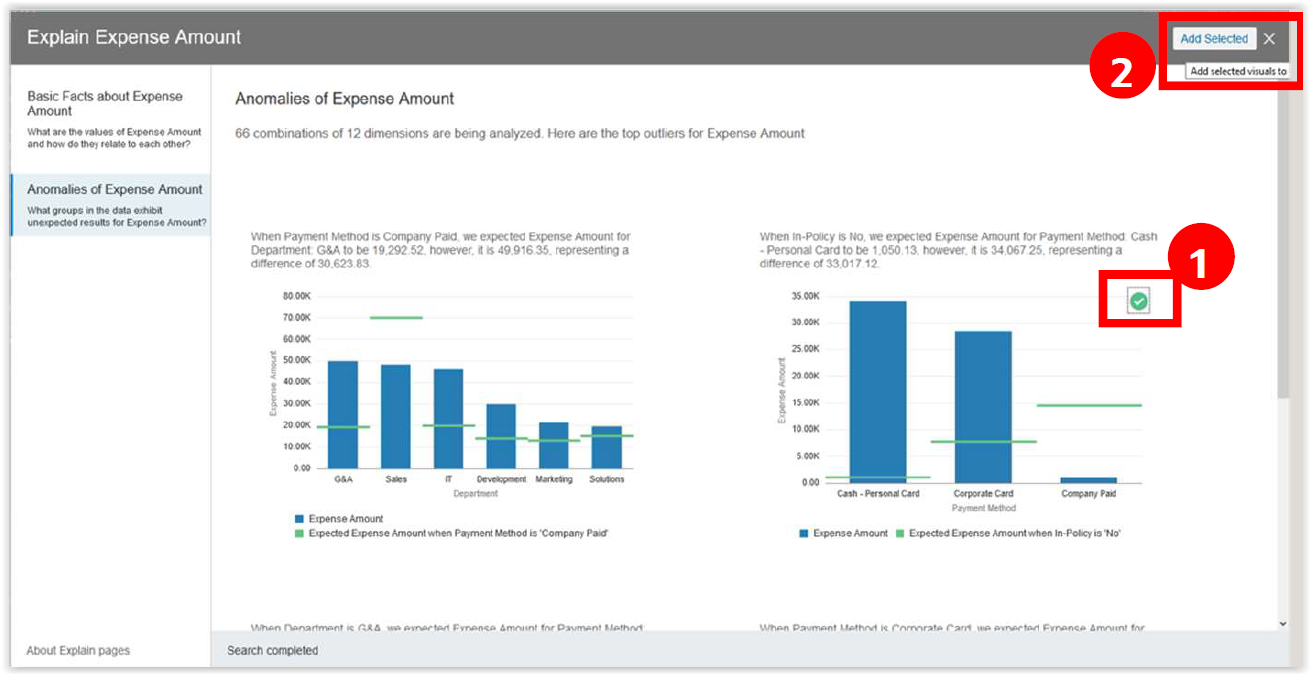 Explain Expense Amount
Add Selected
2
Add selected visuals to
Basic Facts about Expense
Amount
What are the values of Expense Amount
and how do they relate to each other?
Anomalies of Expense Amount
What groups in the data exhibit
unexpected results for Expense Amount?
About Explain pages
Anomalies of Expense Amount
66 combinations of 12 dimensions are being analyzed. Here are the top outliers for Expense Amount
When Payment Method is Company Paid, we expected Expense Amount for
Department: G&A to be 19,292.52, however, it is 49,916.35, representing a
difference of 30,623.83.
80.00K
70.00K
60.00K
50.00K
40.00K
30.00K
20.00K
10.00K
0.00
Expense Amount
G&A Sales IT Development Marketing Solutions
Department
Expense Amount
Expected Expense Amount when Payment Method is 'Company Paid'
When In-Policy is No, we expected Expense Amount for Payment Method: Cash
- Personal Card to be 1,050.13, however, it is 34,067.25, representing a
difference of 33,017.12.
1
35.00K
30.00K
25.00K
20.00K
15.00K
10.00K
5.00K
0.00
Expense Amount
Cash - Personal Card Corporate Card Company Paid
Payment Method
Expense Amount Expected Expense Amount when In-Policy is 'No'
When Department is G&A, we expected Expense Amount for Payment Method:
When Payment Method is Corporate Card, we expected Expense Amount for
Search completed